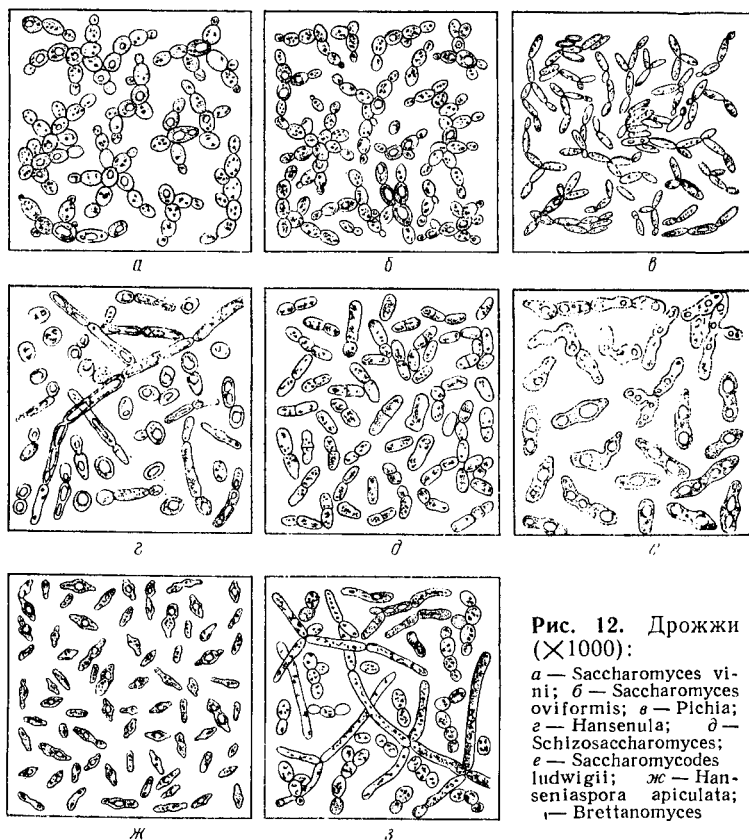 а
б
в
г
д
е
ж
з
Рис. 12. Дрожжи
(×1000):
а — Saccharomyces vi-
ni; б — Saccharomyces
oviformis; в — Pichia;
г — Hansenula; д —
Schizosaccharomyces;
е — Saccharomycodes
ludwigii; ж — Han-
seniaspora apiculata;
— Brettanomyces